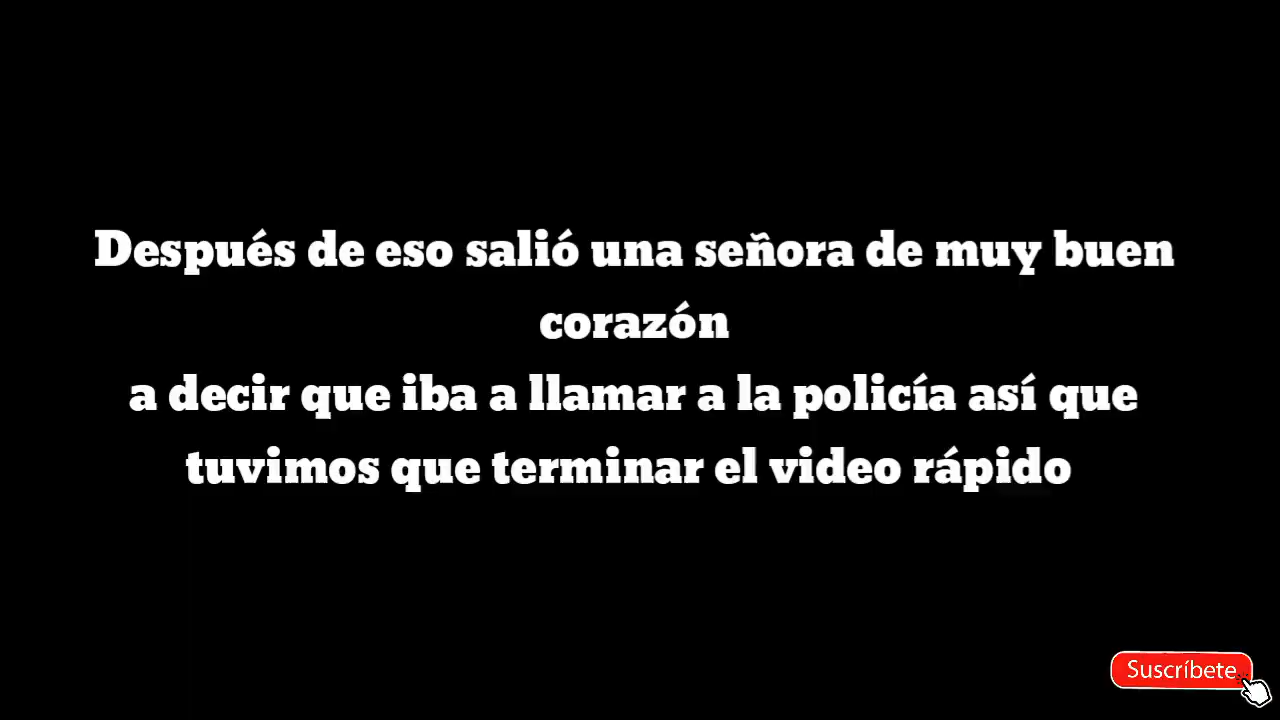 Después de eso salió una señora de muy buen
corazón
a decir que iba a llamar a la policía así que
tuvimos que terminar el video rápido
Suscríbete